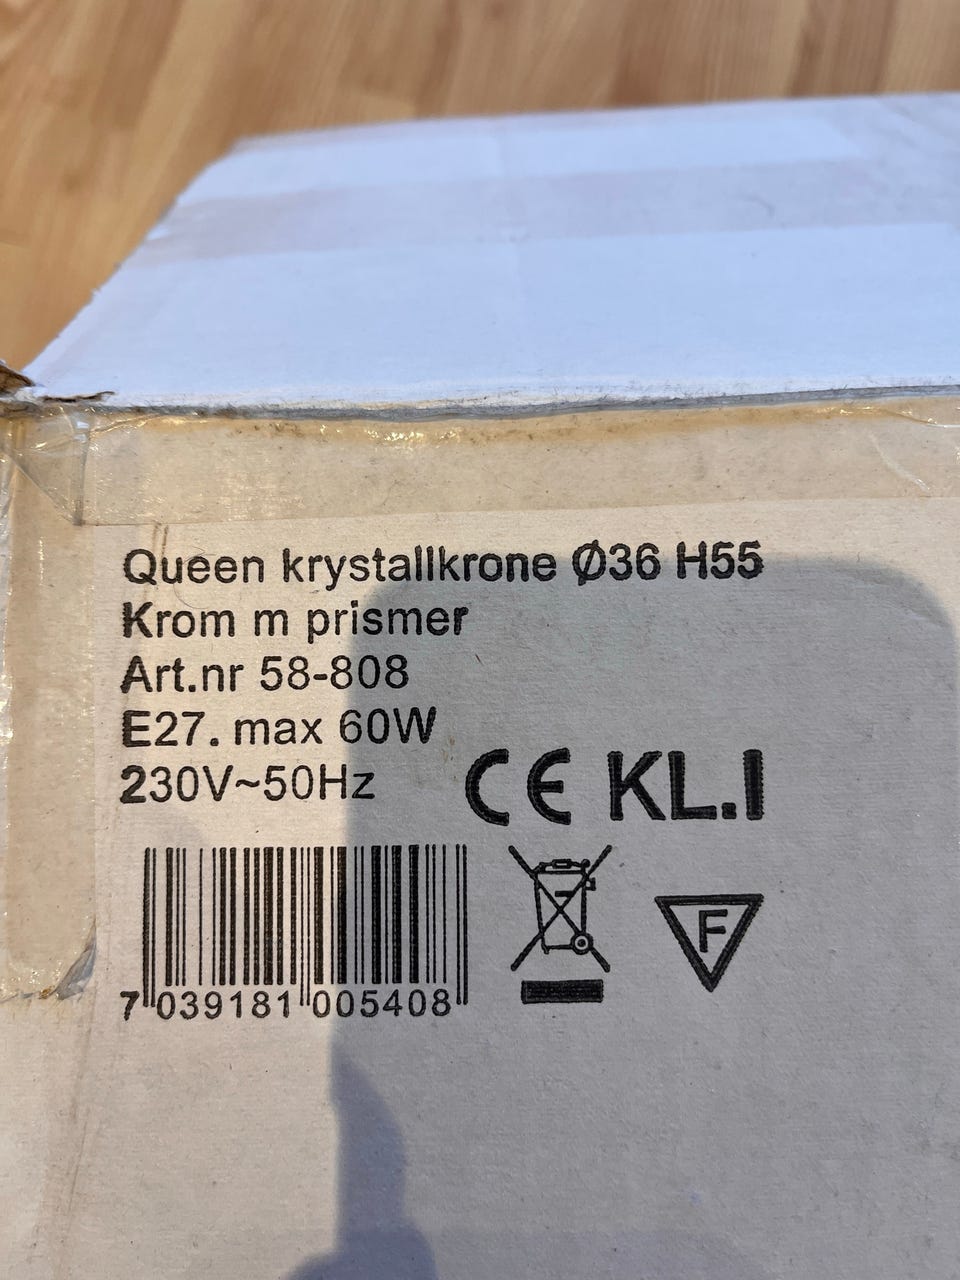 Queen krystallkrone Ø36 H55
Krom m prismer
Art.nr 58-808
E27. max 60W
230V~50Hz
CE KL.I
F
7 039181 005408